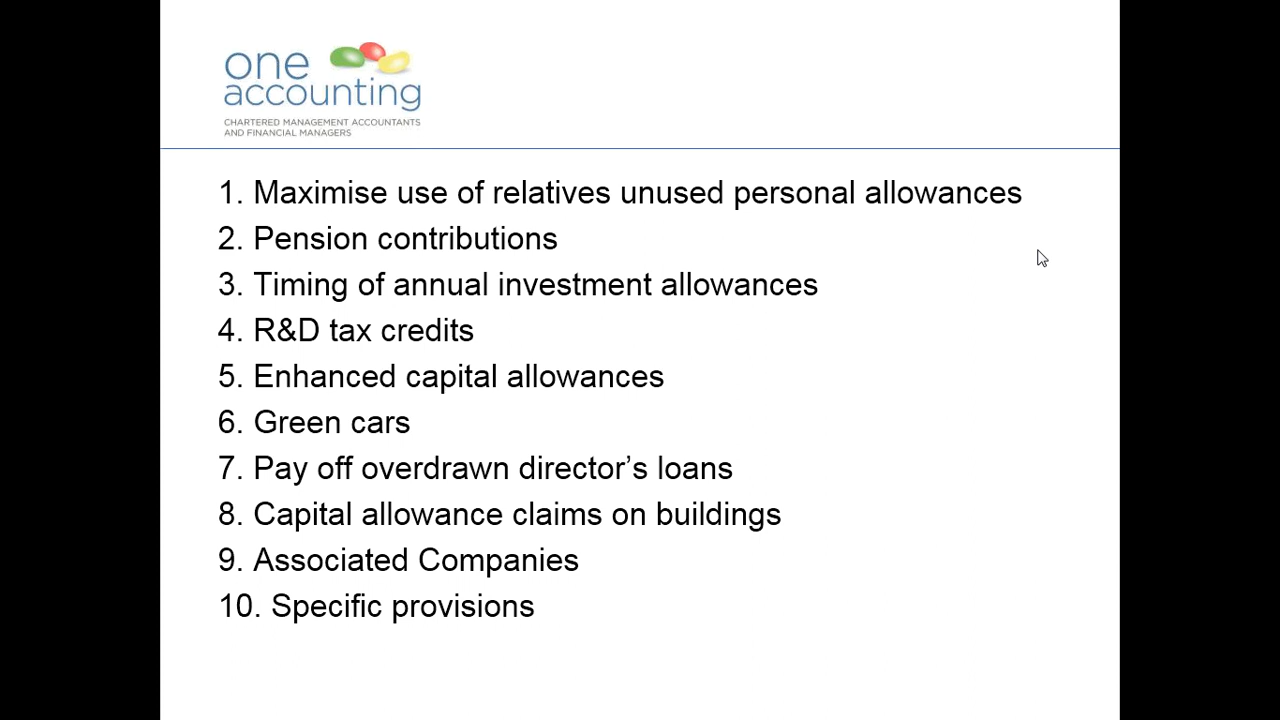 one
accounting
CHARTERED MANAGEMENT ACCOUNTANTS
AND FINANCIAL MANAGERS
1. Maximise use of relatives unused personal allowances
2. Pension contributions
3. Timing of annual investment allowances
4. R&D tax credits
5. Enhanced capital allowances
6. Green cars
7. Pay off overdrawn director’s loans
8. Capital allowance claims on buildings
9. Associated Companies
10. Specific provisions